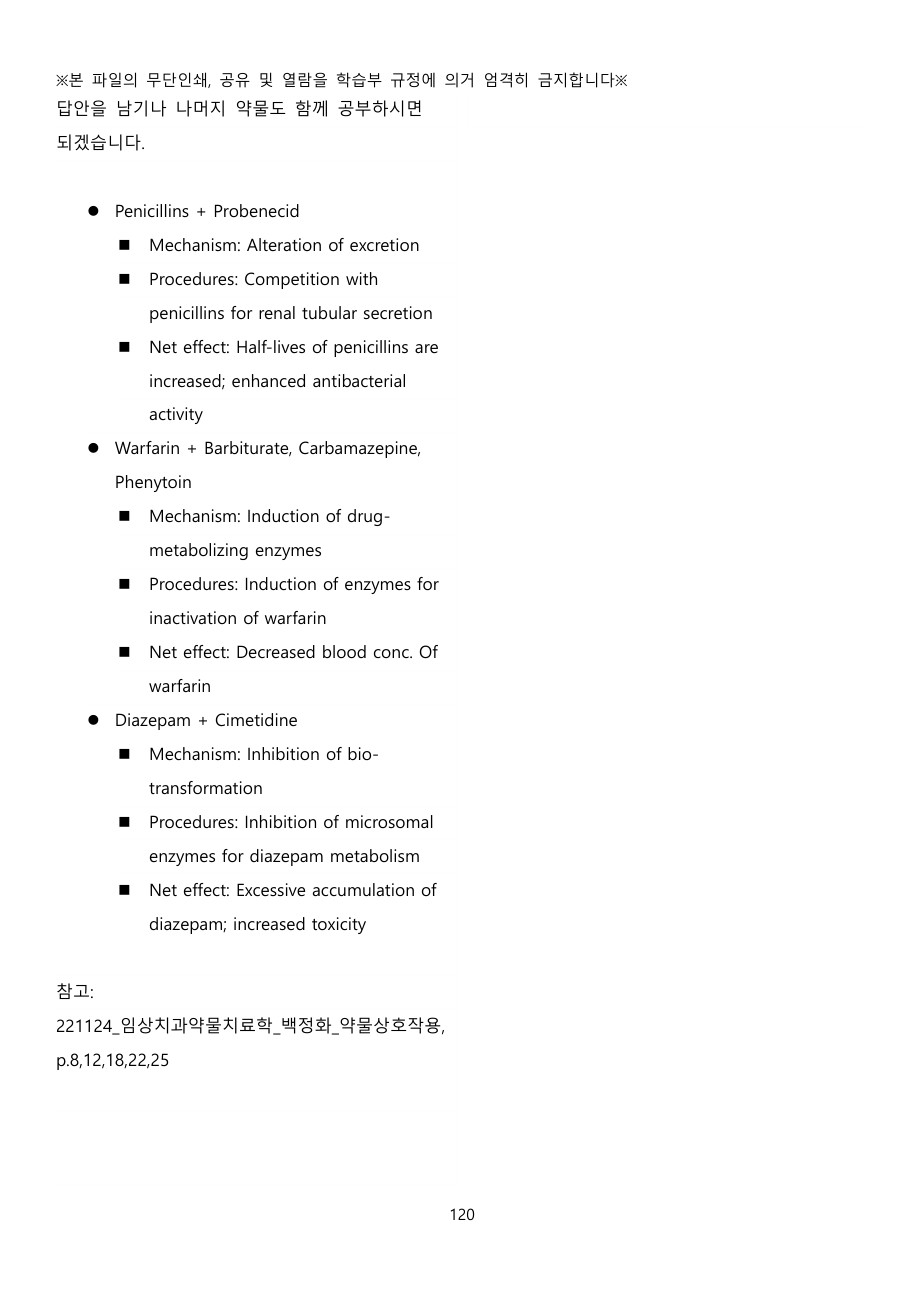 ※본 파일의 무단인쇄, 공유 및 열람을 학습부 규정에 의거 엄격히 금지합니다※
답안을 남기나 나머지 약물도 함께 공부하시면
되겠습니다.
● Penicillins + Probenecid
■ Mechanism: Alteration of excretion
■ Procedures: Competition with
penicillins for renal tubular secretion
■ Net effect: Half-lives of penicillins are
increased; enhanced antibacterial
activity
● Warfarin + Barbiturate, Carbamazepine,
Phenytoin
■ Mechanism: Induction of drug-
metabolizing enzymes
■ Procedures: Induction of enzymes for
inactivation of warfarin
■ Net effect: Decreased blood conc. Of
warfarin
● Diazepam + Cimetidine
■ Mechanism: Inhibition of bio-
transformation
■ Procedures: Inhibition of microsomal
enzymes for diazepam metabolism
■ Net effect: Excessive accumulation of
diazepam; increased toxicity
참고:
221124_임상치과약물치료학_백정화_약물상호작용,
p.8,12,18,22,25
120